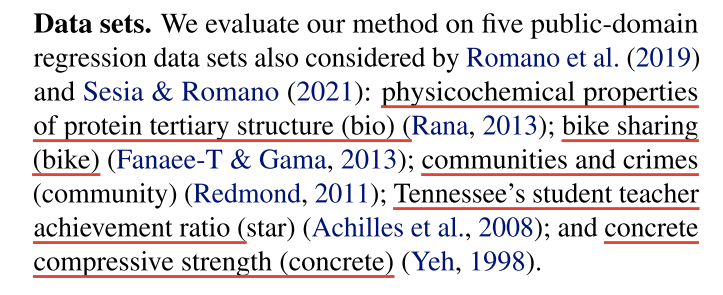 Data sets. We evaluate our method on five public-domain
regression data sets also considered by Romano et al. (2019)
and Sesia & Romano (2021): physicochemical properties
of protein tertiary structure (bio) (Rana, 2013); bike sharing
(bike) (Fanaee-T & Gama, 2013); communities and crimes
(community) (Redmond, 2011); Tennessee's student teacher
achievement ratio (star) (Achilles et al., 2008); and concrete
compressive strength (concrete) (Yeh, 1998).